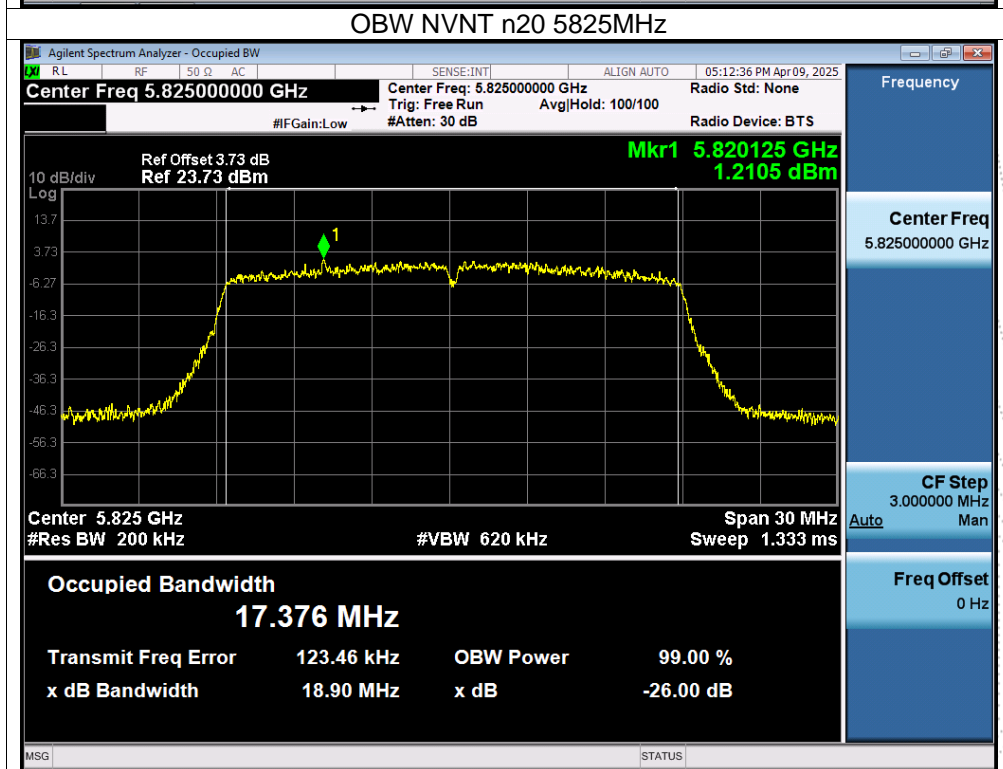 OBW NVNT n20 5825MHz
Agilent Spectrum Analyzer - Occupied BW
LXI RL RF 50 Ω AC SENSE:INT ALIGN AUTO 05:12:36 PM Apr 09, 2025
Center Freq 5.825000000 GHz
Center Freq: 5.825000000 GHz
Radio Std: None
Trig: Free Run Avg|Hold: 100/100
#IFGain:Low #Atten: 30 dB Radio Device: BTS
Frequency
Mkr1 5.820125 GHz
1.2105 dBm
Ref Offset 3.73 dB
10 dB/div Ref 23.73 dBm
Log
13.7
3.73
-6.27
-16.3
-26.3
-36.3
-46.3
-56.3
-66.3
1
Center 5.825 GHz Span 30 MHz
#Res BW 200 kHz #VBW 620 kHz Sweep 1.333 ms
Occupied Bandwidth
17.376 MHz
Transmit Freq Error 123.46 kHz OBW Power 99.00 %
x dB Bandwidth 18.90 MHz x dB -26.00 dB
Center Freq
5.825000000 GHz
CF Step
3.000000 MHz
Auto Man
Freq Offset
0 Hz
MSG STATUS